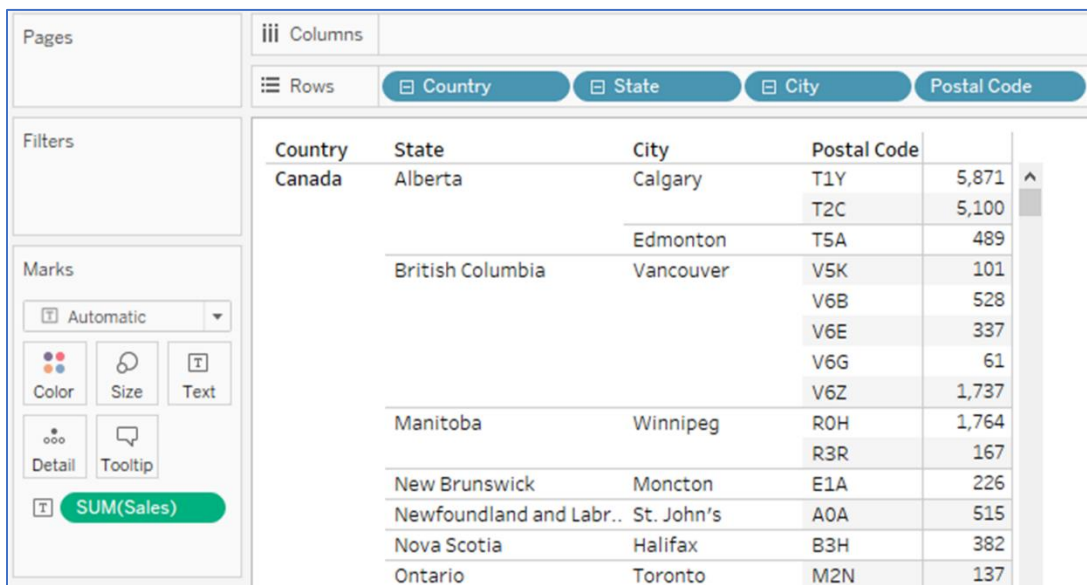 Pages
Columns
Rows Country State City Postal Code
Filters
Marks
Automatic
Color Size Text
Detail Tooltip
SUM(Sales)
Country State City Postal Code
Canada Alberta Calgary T1Y 5,871
T2C 5,100
Edmonton T5A 489
British Columbia Vancouver V5K 101
V6B 528
V6E 337
V6G 61
V6Z 1,737
Manitoba Winnipeg R0H 1,764
R3R 167
New Brunswick Moncton E1A 226
Newfoundland and Labr.. St. John's A0A 515
Nova Scotia Halifax B3H 382
Ontario Toronto M2N 137